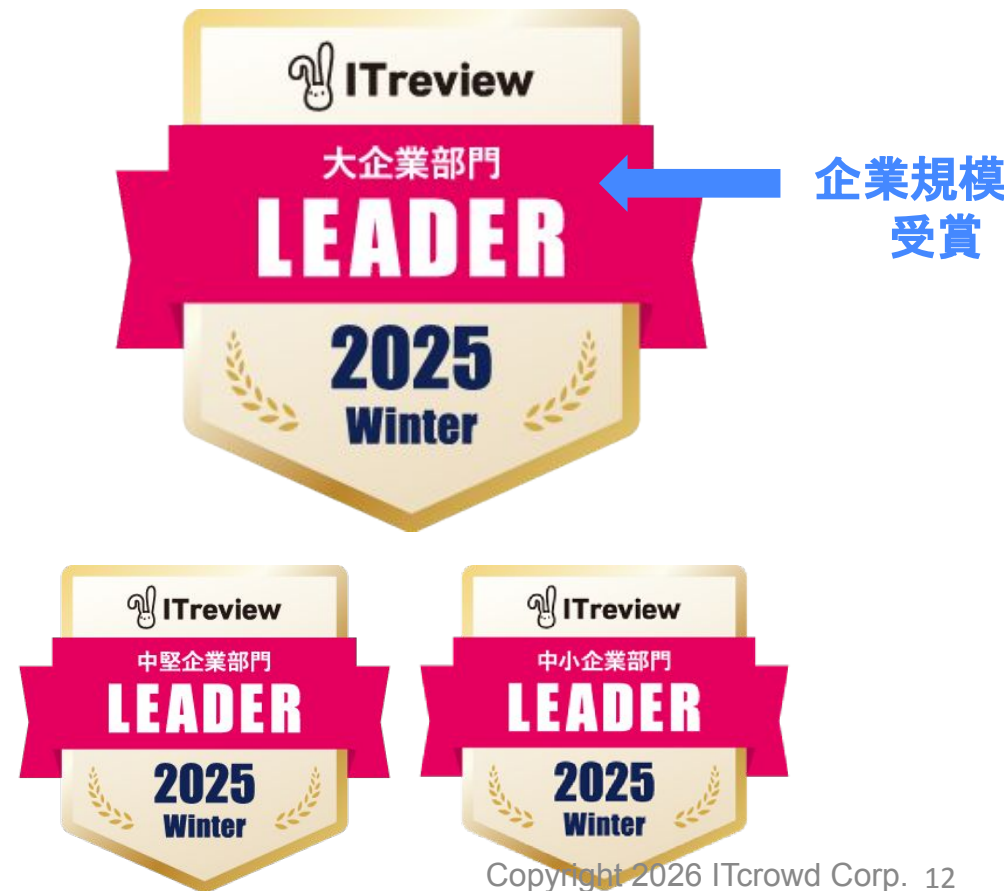 ITreview
大企業部門
LEADER
2025
Winter
企業規模
受賞
ITreview
中堅企業部門
LEADER
2025
Winter
ITreview
中小企業部門
LEADER
2025
Winter
Copyright 2026 ITcrowd Corp. 12